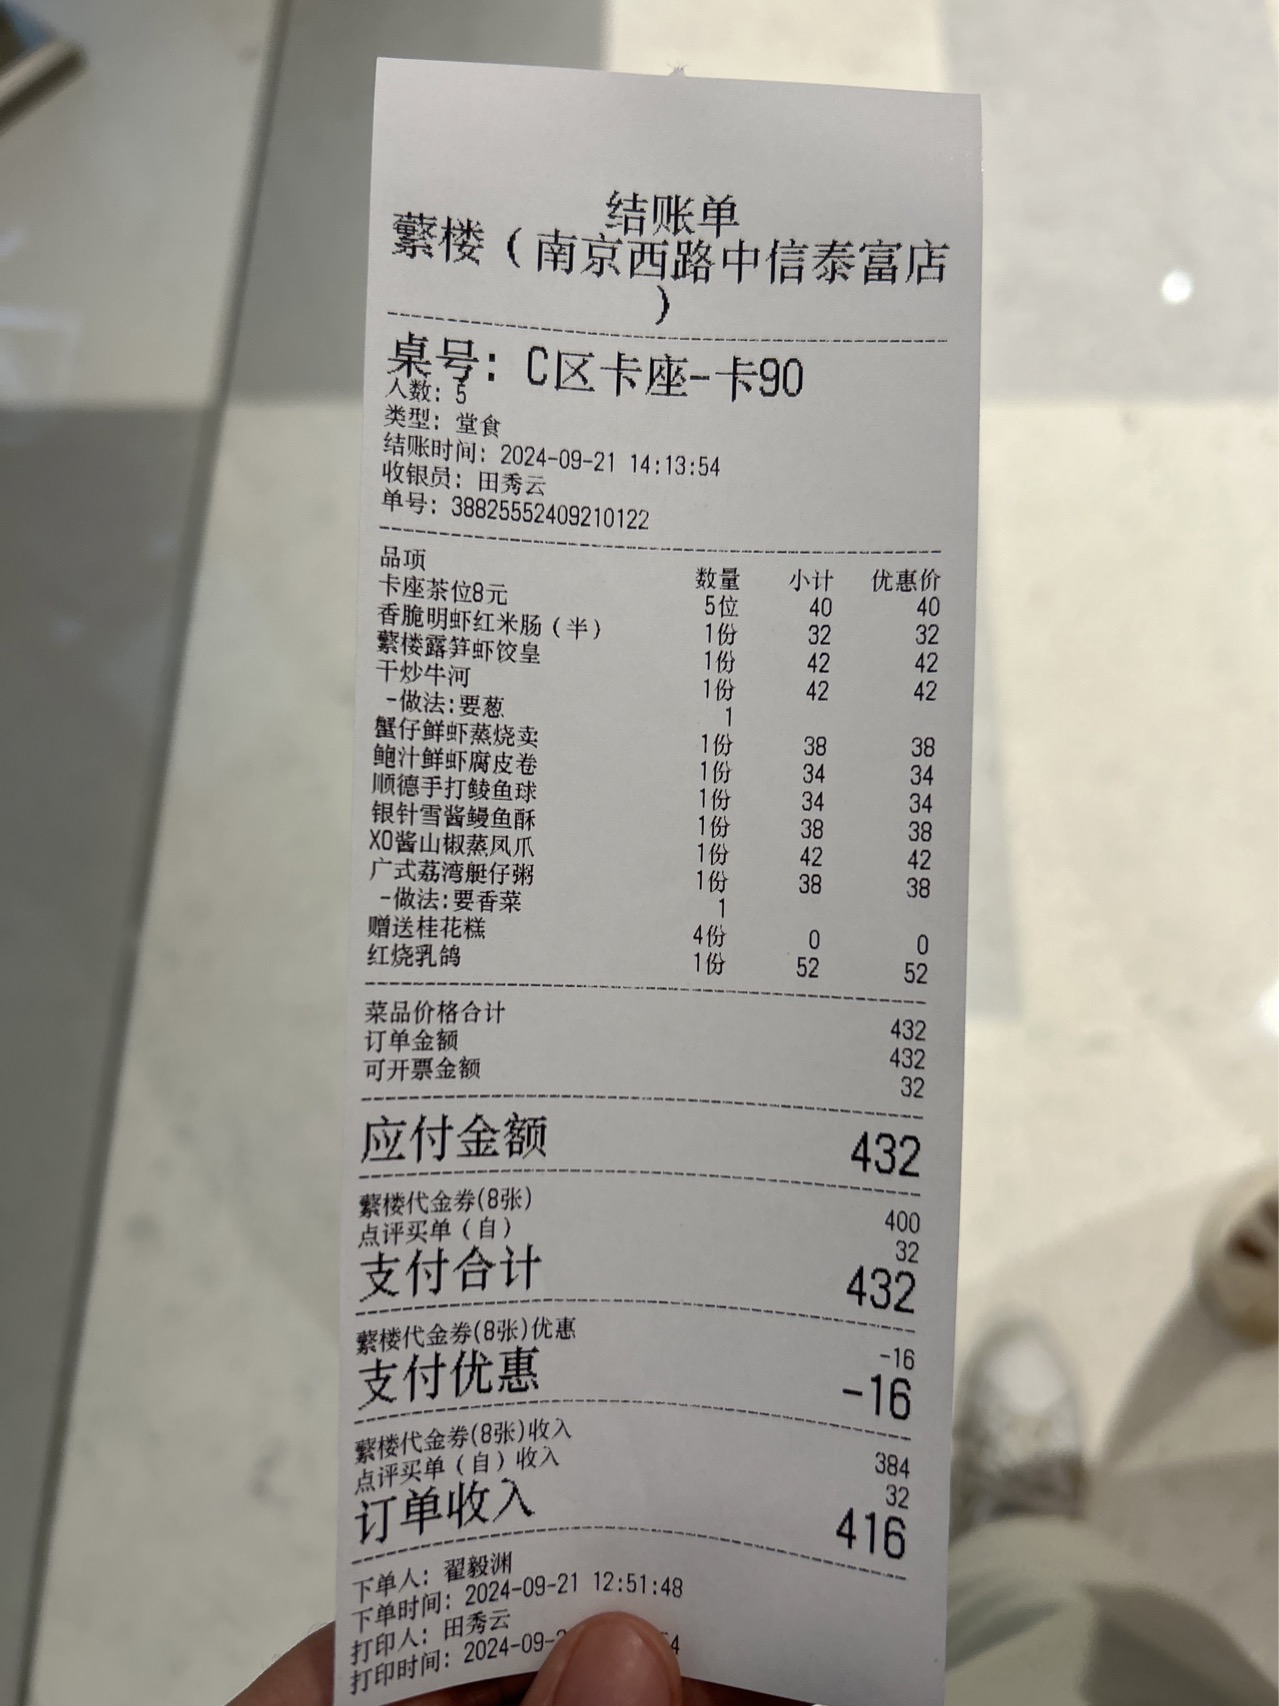 结账单
蘩楼（南京西路中信泰富店
）
桌号：C区卡座-卡90
人数：5
类型：堂食
结账时间：2024-09-21 14:13:54
收银员：田秀云
单号：38825552409210122
品项 数量 小计 优惠价
卡座茶位8元 5位 40 40
香脆明虾红米肠（半） 1份 32 32
蘩楼露笋虾饺皇 1份 42 42
干炒牛河 1份 42 42
-做法:要葱 1
蟹仔鲜虾蒸烧卖 1份 38 38
鲍汁鲜虾腐皮卷 1份 34 34
顺德手打鲮鱼球 1份 34 34
银针雪酱鳗鱼酥 1份 38 38
XO酱山椒蒸凤爪 1份 42 42
广式荔湾艇仔粥 1份 38 38
-做法:要香菜 1
赠送桂花糕 4份 0 0
红烧乳鸽 1份 52 52
菜品价格合计 432
订单金额 432
可开票金额 32
应付金额 432
蘩楼代金券(8张) 400
点评买单（自） 32
支付合计 432
蘩楼代金券(8张)优惠 -16
支付优惠 -16
蘩楼代金券(8张)收入 384
点评买单（自）收入 32
订单收入 416
下单人：翟毅渊
下单时间：2024-09-21 12:51:48
打印人：田秀云
打印时间：2024-09-2 54